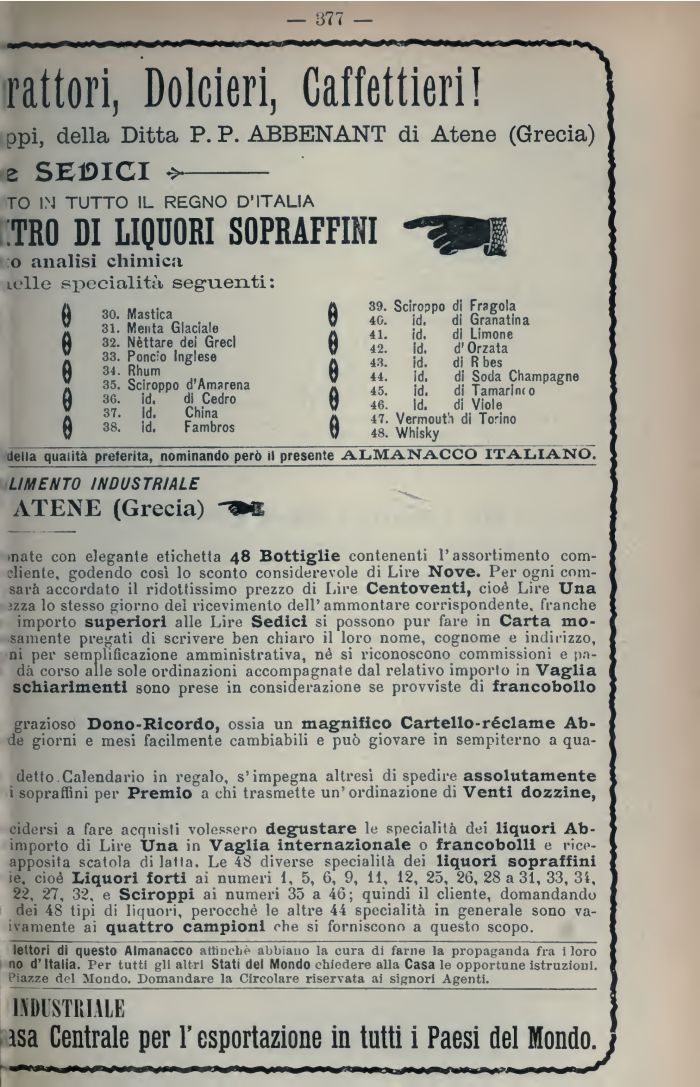 — 377 —
rattori, Dolcieri, Caffettieri!
ppi, della Ditta P. P. ABBENANT di Atene (Grecia)
e SEDICI
TO IN TUTTO IL REGNO D'ITALIA
TRO DI LIQUORI SOPRAFFINI
o analisi chimica
elle specialità seguenti:
30. Mastica
31. Menta Glaciale
32. Nèttare dei Greci
33. Poncio Inglese
34. Rhum
35. Sciroppo d'Amarena
36. id. di Cedro
37. id. China
38. id. Fambros
39. Sciroppo di Fragola
40. id. di Granatina
41. id. di Limone
42. id. d'Orzata
43. id. di R bes
44. id. di Soda Champagne
45. id. di Tamarinco
46. id. di Viole
47. Vermouth di Torino
48. Whisky
della qualità preferita, nominando però il presente ALMANACCO ITALIANO.
LIMENTO INDUSTRIALE
ATENE (Grecia)
nate con elegante etichetta 48 Bottiglie contenenti l'assortimento com-
cliente, godendo così lo sconto considerevole di Lire Nove. Per ogni com-
sarà accordato il ridottissimo prezzo di Lire Centoventi, cioè Lire Una
ezza lo stesso giorno del ricevimento dell'ammontare corrispondente, franche
importo superiori alle Lire Sedici si possono pur fare in Carta mo-
samente pregati di scrivere ben chiaro il loro nome, cognome e indirizzo,
ni per semplificazione amministrativa, nè si riconoscono commissioni e pa-
dà corso alle sole ordinazioni accompagnate dal relativo importo in Vaglia
schiarimenti sono prese in considerazione se provviste di francobollo
grazioso Dono-Ricordo, ossia un magnifico Cartello-réclame Ab-
de giorni e mesi facilmente cambiabili e può giovare in sempiterno a qua-
detto Calendario in regalo, s'impegna altresì di spedire assolutamente
i sopraffini per Premio a chi trasmette un'ordinazione di Venti dozzine,
cidersi a fare acquisti volessero degustare le specialità dei liquori Ab-
importo di Lire Una in Vaglia internazionale o francobolli e rice-
apposita scatola di latta. Le 48 diverse specialità dei liquori sopraffini
ie, cioè Liquori forti ai numeri 1, 5, 6, 9, 11, 12, 25, 26, 28 a 31, 33, 34,
22, 27, 32, e Sciroppi ai numeri 35 a 46; quindi il cliente, domandando
dei 48 tipi di liquori, perocchè le altre 44 specialità in generale sono va-
ivamente ai quattro campioni che si forniscono a questo scopo.
lettori di questo Almanacco affinchè abbiano la cura di farne la propaganda fra i loro
no d'Italia. Per tutti gli altri Stati del Mondo chiedere alla Casa le opportune istruzioni.
Piazze del Mondo. Domandare la Circolare riservata ai signori Agenti.
INDUSTRIALE
asa Centrale per l'esportazione in tutti i Paesi del Mondo.